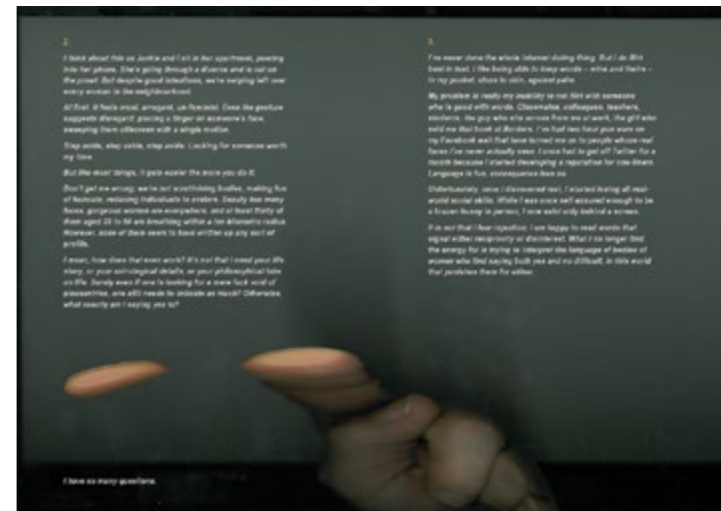 2.
I think about this as Jackie and I sit in her apartment, peering
into her phone. She's going through a divorce and is out on
the prowl. But despite good intentions, we're swiping left over
every woman in the neighbourhood.
At first, it feels cruel, arrogant, un-feminist. Even the gesture
suggests disregard: placing a finger on someone's face,
sweeping them offscreen with a single motion.
Step aside, step aside, step aside. Looking for someone worth
my time.
But like most things, it gets easier the more you do it.
Don't get me wrong: we're not scrutinising bodies, making fun
of haircuts, reducing individuals to avatars. Beauty has many
faces, gorgeous women are everywhere, and at least thirty of
them aged 25 to 50 are breathing within a ten kilometre radius.
However, none of them seem to have written up any sort of
profile.
I mean, how does that even work? It's not that I need your life
story, or your astrological details, or your philosophical take
on life. Surely even if one is looking for a mere fuck void of
pleasantries, one still needs to indicate as much? Otherwise,
what exactly am I saying yes to?
I have so many questions.
3.
I've never done the whole internet dating thing. But I do flirt
best in text. I like being able to keep words – mine and theirs –
in my pocket, close to skin, against palm.
My problem is really my inability to not flirt with someone
who is good with words. Classmates, colleagues, teachers,
students, the guy who sits across from me at work, the girl who
sold me that book at Borders. I've had two hour pun wars on
my Facebook wall that have turned me on to people whose real
faces I've never actually seen. I once had to get off Twitter for a
month because I started developing a reputation for one-liners.
Language is fun, consequence less so.
Unfortunately, once I discovered text, I started losing all real-
world social skills. While I was once self assured enough to be
a brazen hussy in person, I now exist only behind a screen.
It is not that I fear rejection; I am happy to read words that
signal either reciprocity or disinterest. What I no longer find
the energy for is trying to interpret the language of bodies of
women who find saying both yes and no difficult, in this world
that punishes them for either.